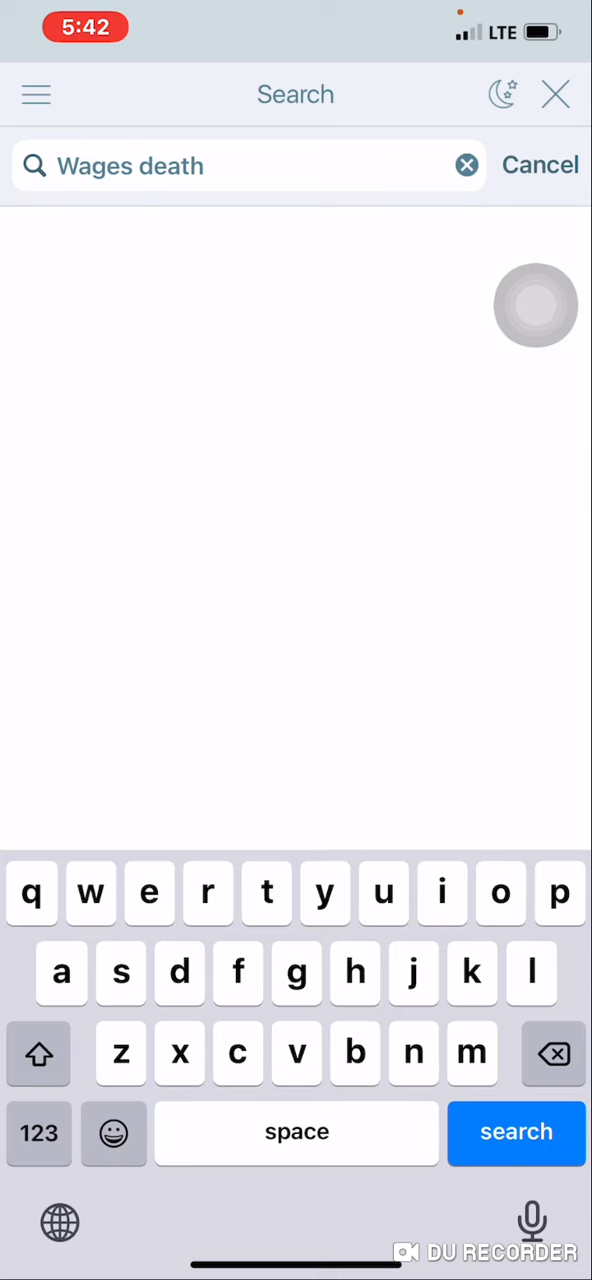 5:42
LTE
Search
Wages death
Cancel
q w e r t y u i o p
a s d f g h j k l
z x c v b n m
123
space
search
DU RECORDER